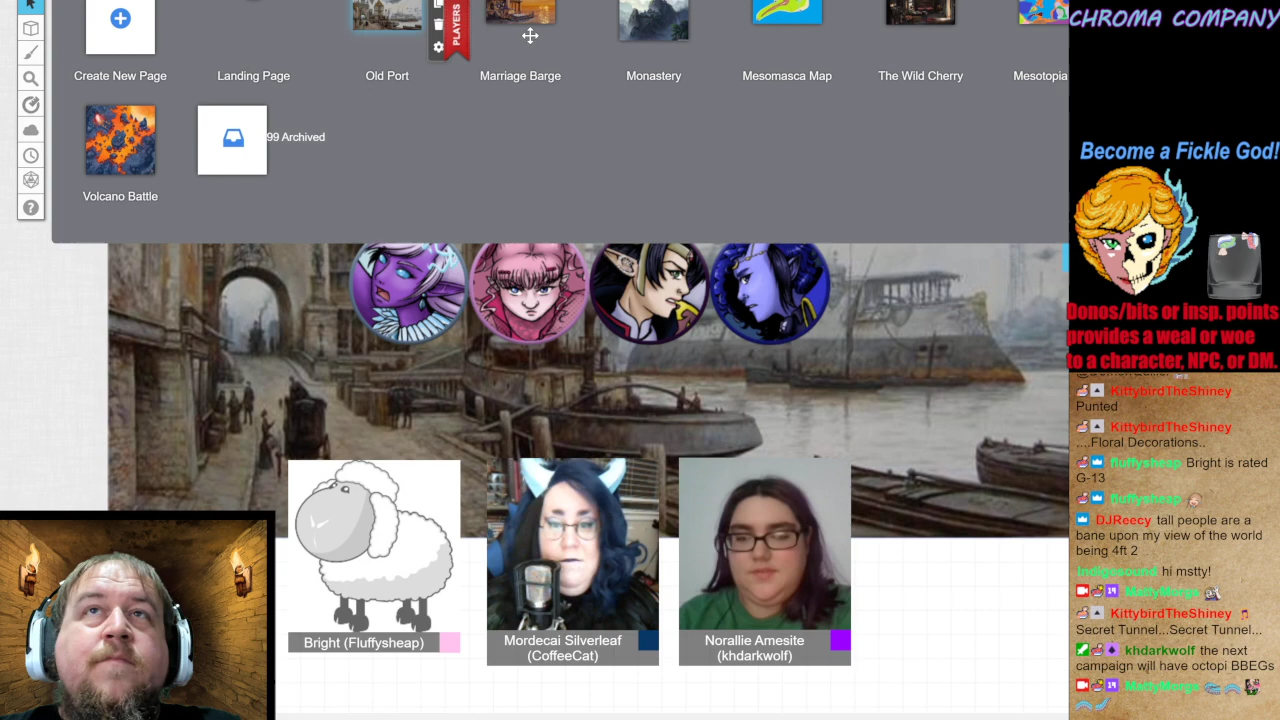 CHROMA COMPANY
PLAYERS
Create New Page
Landing Page
Old Port
Marriage Barge
Monastery
Mesomasca Map
The Wild Cherry
Mesotopia
99 Archived
Volcano Battle
Become a Fickle God!
Donos/bits or insp. points
provides a weal or woe
to a character, NPC, or DM.
KittybirdTheShiney
Punted
KittybirdTheShiney
....Floral Decorations..
fluffysheap Bright is rated
G-13
fluffysheap
DJReecy tall people are a
bane upon my view of the world
being 4ft 2
Indigosound hi mstty!
MattyMorgs
KittybirdTheShiney
Secret Tunnel...Secret Tunnel...
khdarkwolf the next
campaign will have octopi BBEGs
MattyMorgs
Bright (Fluffysheap)
Mordecai Silverleaf
(CoffeeCat)
Norallie Amesite
(khdarkwolf)